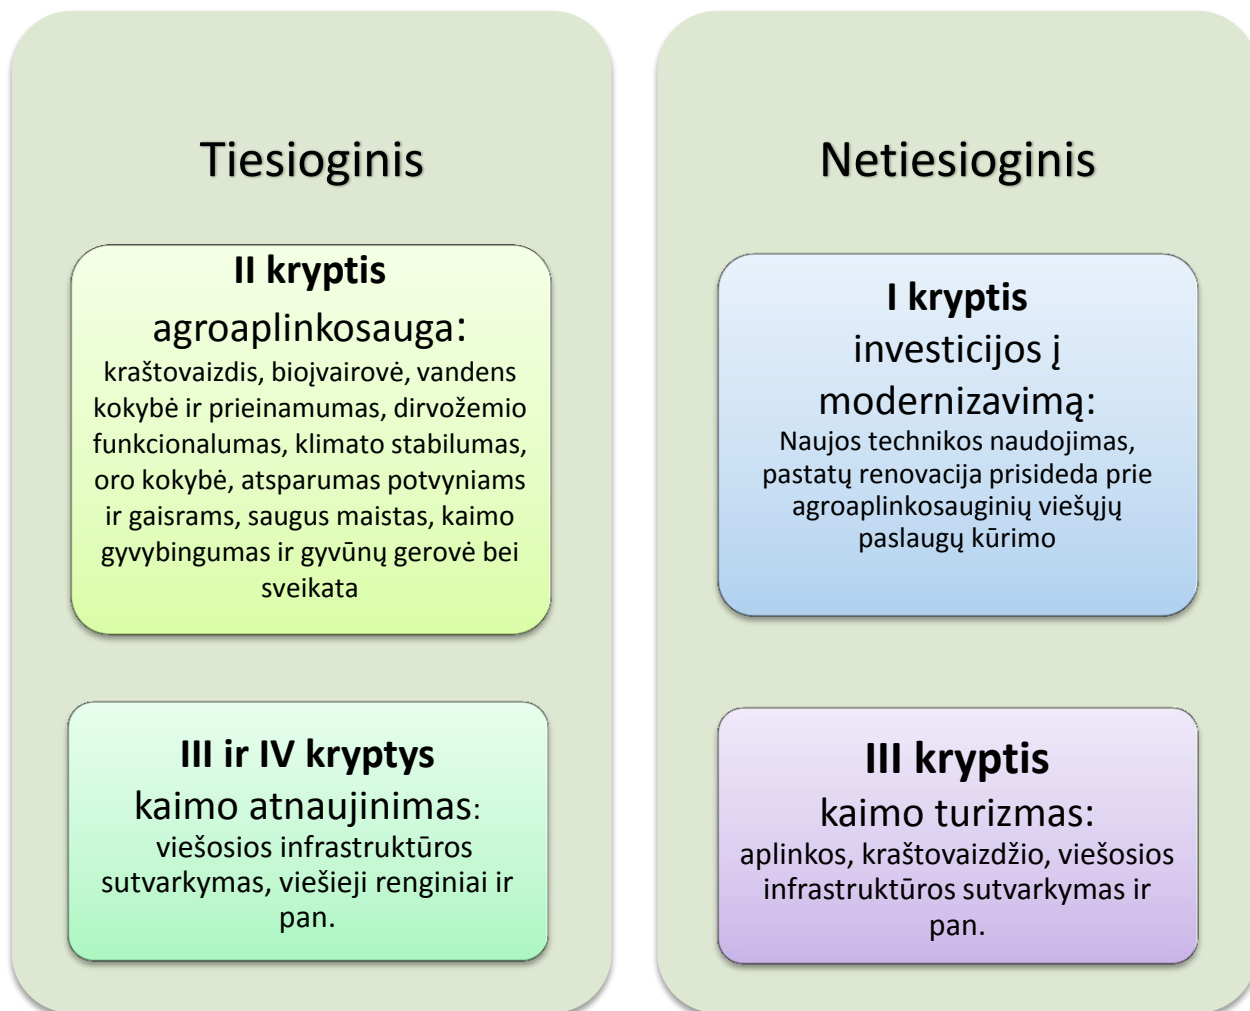 Tiesioginis
II kryptis
agroaplinkosauga:
kraštovaizdis, bioįvairovė, vandens
kokybė ir prieinamumas, dirvožemio
funkcionalumas, klimato stabilumas,
oro kokybė, atsparumas potvyniams
ir gaisrams, saugus maistas, kaimo
gyvybingumas ir gyvūnų gerovė bei
sveikata
III ir IV kryptys
kaimo atnaujinimas:
viešosios infrastruktūros
sutvarkymas, viešieji renginiai ir
pan.
Netiesioginis
I kryptis
investicijos į
modernizavimą:
Naujos technikos naudojimas,
pastatų renovacija prisideda prie
agroaplinkosauginių viešųjų
paslaugų kūrimo
III kryptis
kaimo turizmas:
aplinkos, kraštovaizdžio, viešosios
infrastruktūros sutvarkymas ir
pan.